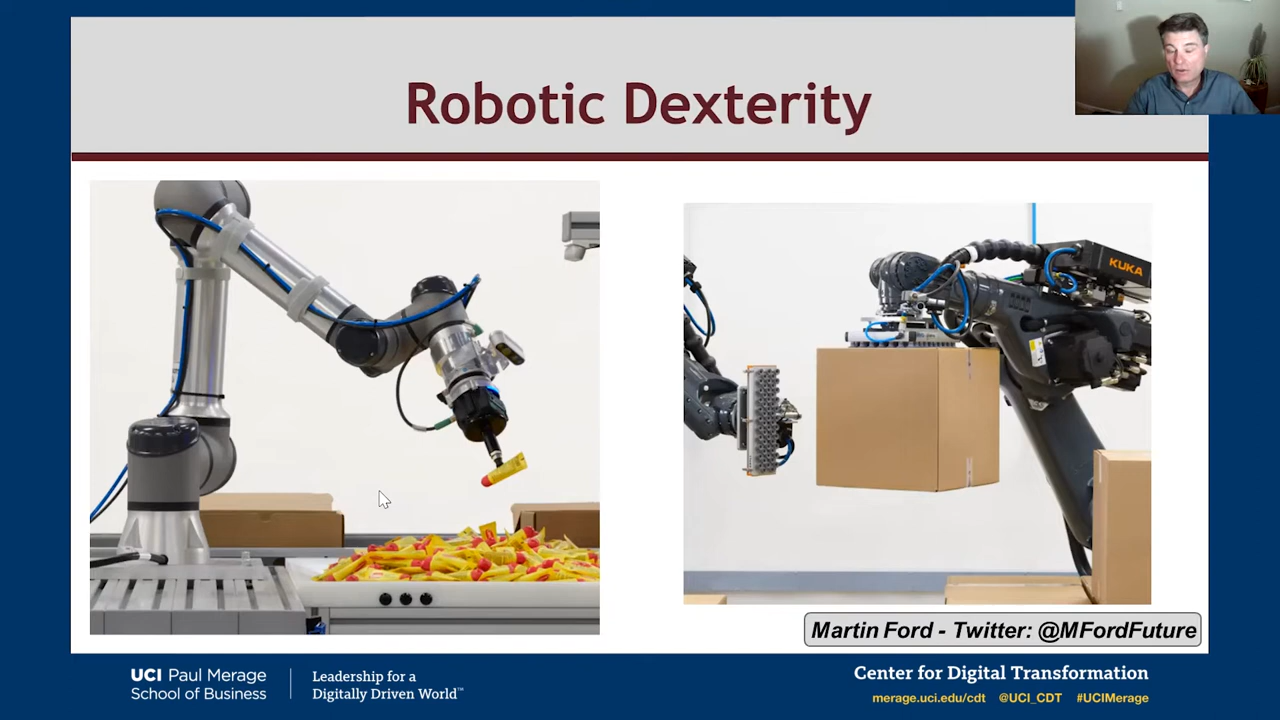 Robotic Dexterity
KUKA
Martin Ford - Twitter: @MFordFuture
UCI Paul Merage
School of Business
Leadership for a
Digitally Driven World™
Center for Digital Transformation
merage.uci.edu/cdt @UCI_CDT #UCIMerage